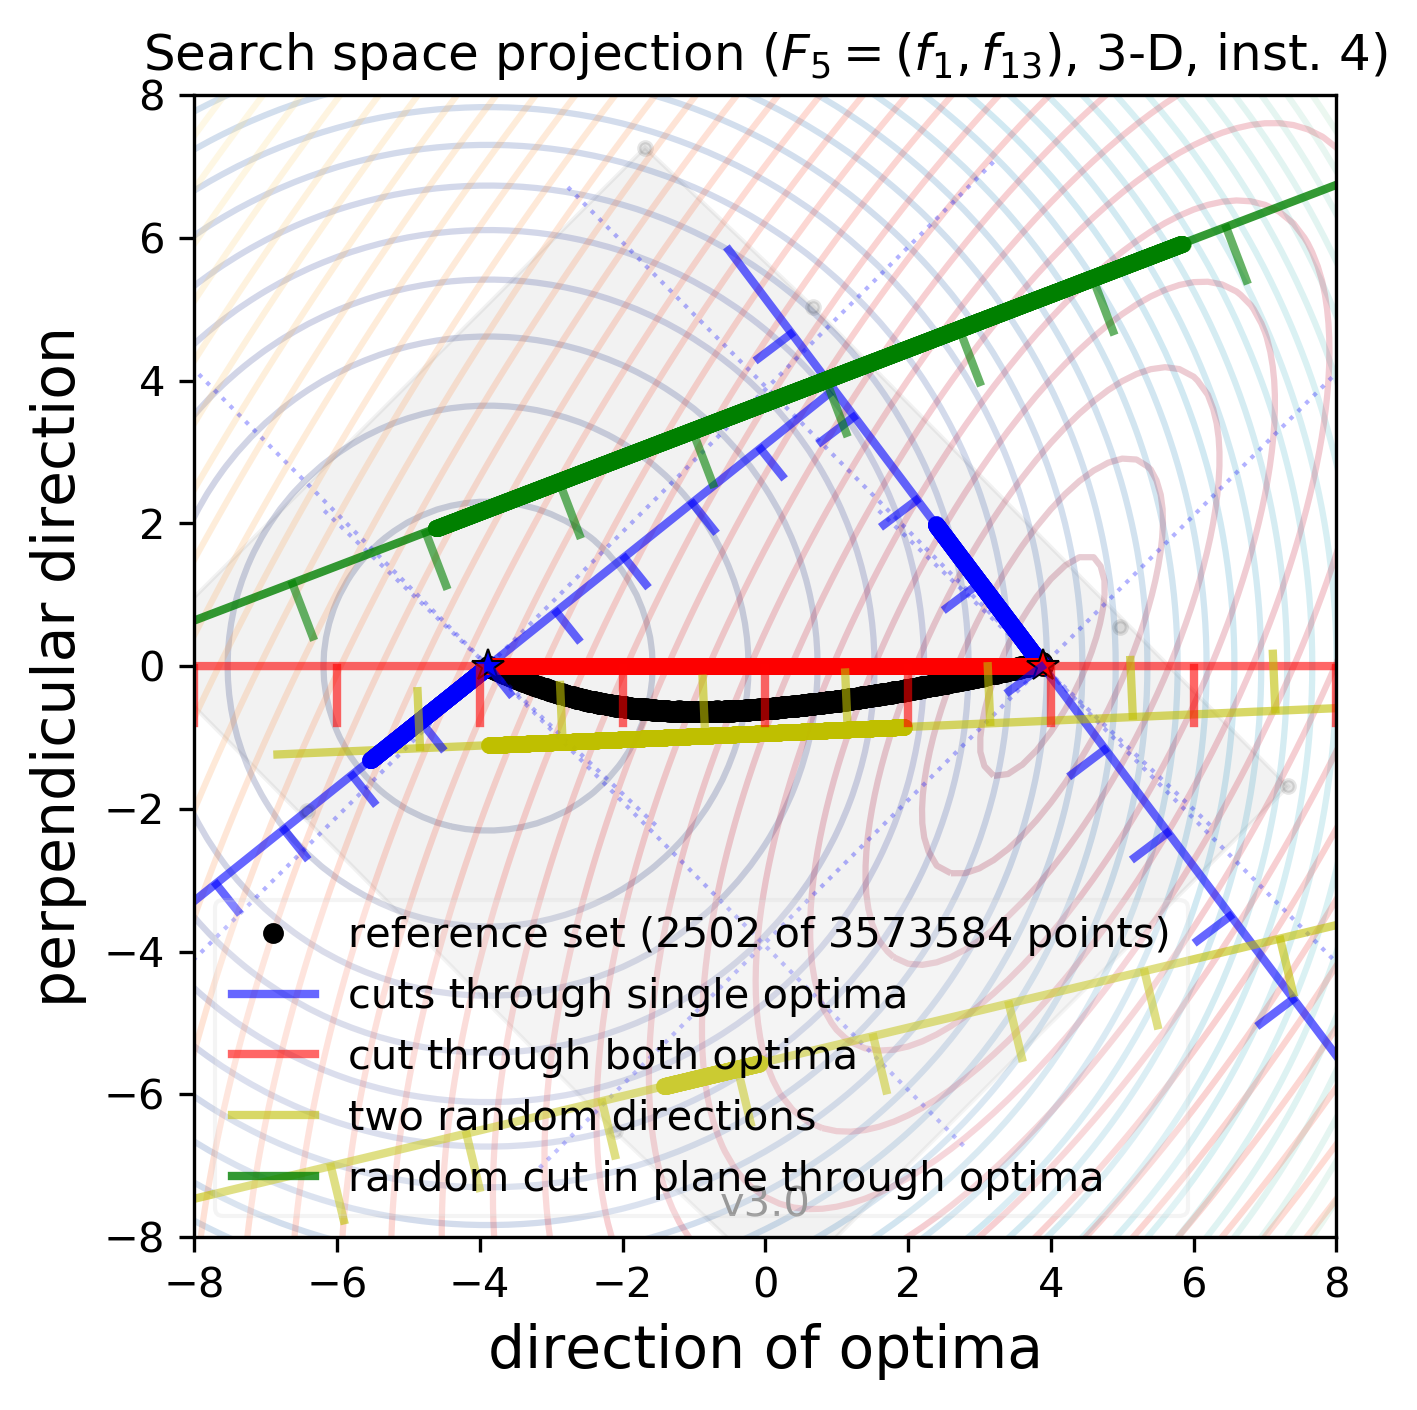 Search space projection (F₅ = (f₁, f₁₃), 3-D, inst. 4)
8
6
4
2
0
−2
−4
−6
−8
perpendicular direction
reference set (2502 of 3573584 points)
cuts through single optima
cut through both optima
two random directions
random cut in plane through optima
v3.0
−8 −6 −4 −2 0 2 4 6 8
direction of optima